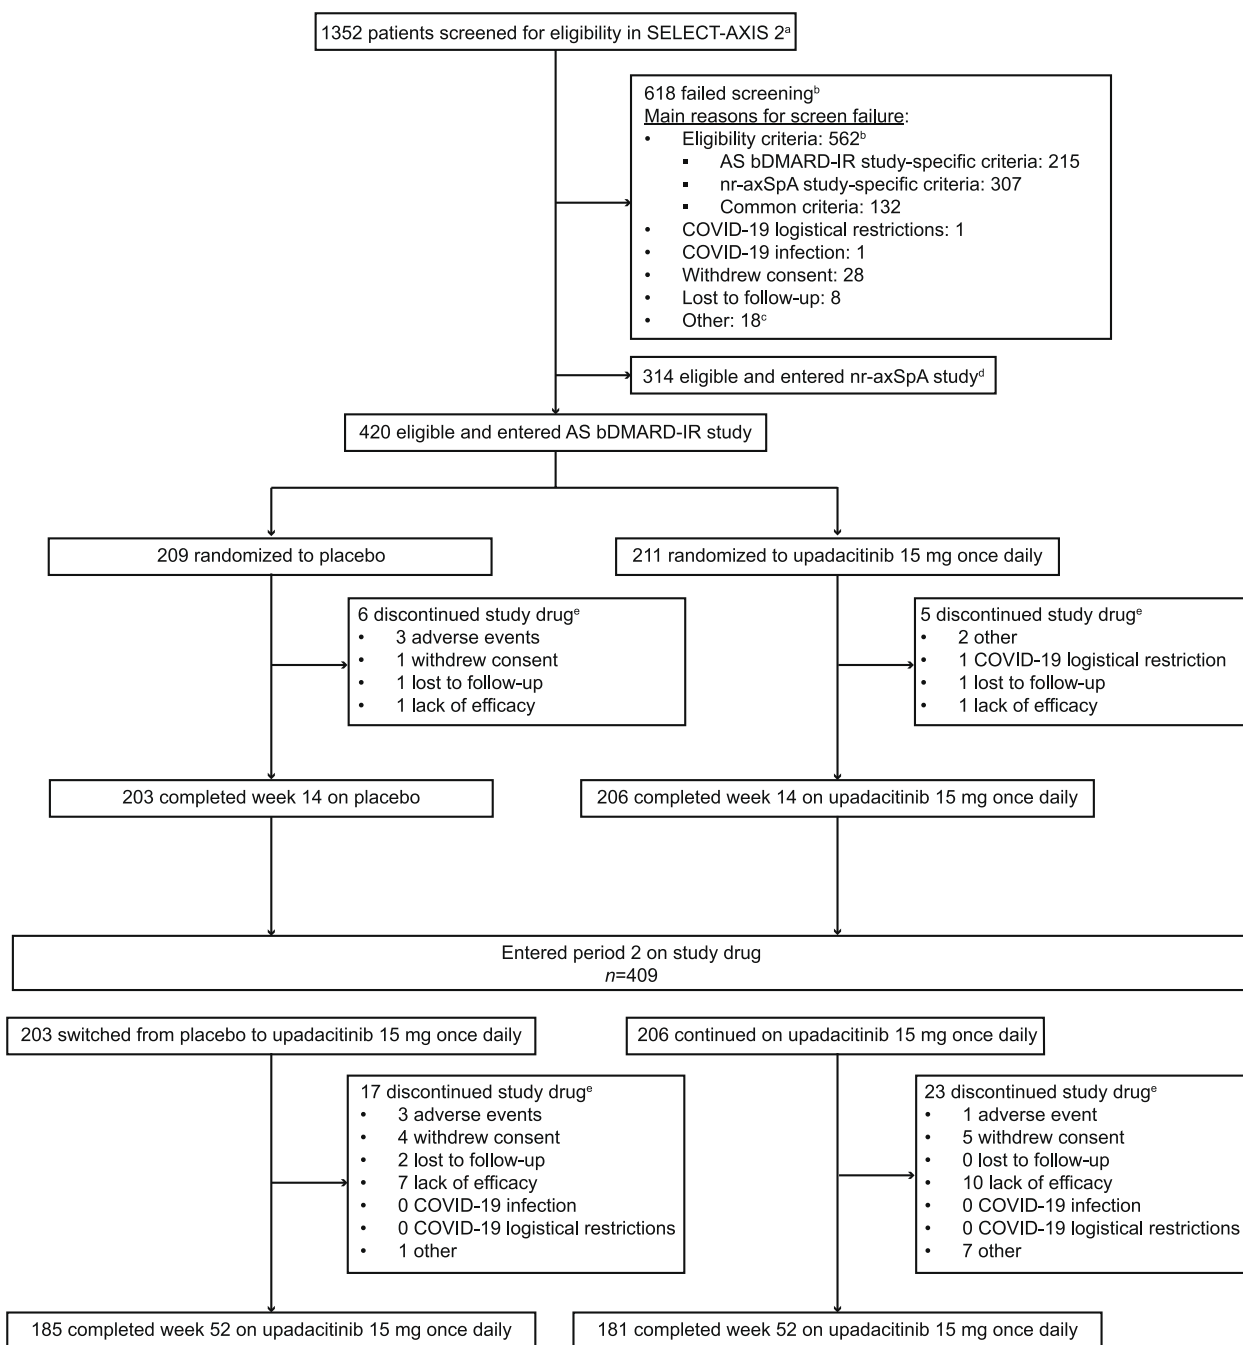 1352 patients screened for eligibility in SELECT-AXIS 2ᵃ
618 failed screeningᵇ
Main reasons for screen failure:
• Eligibility criteria: 562ᵇ
▪ AS bDMARD-IR study-specific criteria: 215
▪ nr-axSpA study-specific criteria: 307
▪ Common criteria: 132
• COVID-19 logistical restrictions: 1
• COVID-19 infection: 1
• Withdrew consent: 28
• Lost to follow-up: 8
• Other: 18ᶜ
314 eligible and entered nr-axSpA studyᵈ
420 eligible and entered AS bDMARD-IR study
209 randomized to placebo
211 randomized to upadacitinib 15 mg once daily
6 discontinued study drugᵉ
• 3 adverse events
• 1 withdrew consent
• 1 lost to follow-up
• 1 lack of efficacy
5 discontinued study drugᵉ
• 2 other
• 1 COVID-19 logistical restriction
• 1 lost to follow-up
• 1 lack of efficacy
203 completed week 14 on placebo
206 completed week 14 on upadacitinib 15 mg once daily
Entered period 2 on study drug
n=409
203 switched from placebo to upadacitinib 15 mg once daily
206 continued on upadacitinib 15 mg once daily
17 discontinued study drugᵉ
• 3 adverse events
• 4 withdrew consent
• 2 lost to follow-up
• 7 lack of efficacy
• 0 COVID-19 infection
• 0 COVID-19 logistical restrictions
• 1 other
23 discontinued study drugᵉ
• 1 adverse event
• 5 withdrew consent
• 0 lost to follow-up
• 10 lack of efficacy
• 0 COVID-19 infection
• 0 COVID-19 logistical restrictions
• 7 other
185 completed week 52 on upadacitinib 15 mg once daily
181 completed week 52 on upadacitinib 15 mg once daily